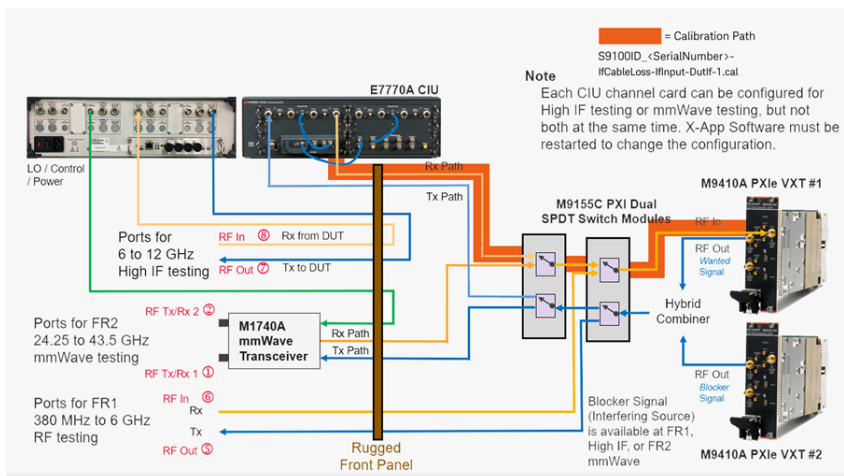 = Calibration Path
S9100ID_<SerialNumber>-
IfCableLoss-IfInput-DutIf-1.cal
Note
Each CIU channel card can be configured for
High IF testing or mmWave testing, but not
both at the same time. X-App Software must be
restarted to change the configuration.
E7770A CIU
LO / Control
/ Power
Rx Path
Tx Path
M9155C PXI Dual
SPDT Switch Modules
M9410A PXIe VXT #1
RF In
RF Out
Wanted
Signal
Ports for
6 to 12 GHz
High IF testing
RF In ⑧ Rx from DUT
RF Out ⑦ Tx to DUT
Hybrid
Combiner
RF Tx/Rx 2 ②
Ports for FR2
24.25 to 43.5 GHz
mmWave testing
M1740A
mmWave
Transceiver
Rx Path
Tx Path
RF Tx/Rx 1 ①
RF Out
Blocker
Signal
Ports for FR1
380 MHz to 6 GHz
RF testing
RF In ⑥
Rx
Tx
RF Out ⑤
Blocker Signal
(Interfering Source)
is available at FR1,
High IF, or FR2
mmWave
M9410A PXIe VXT #2
Rugged
Front Panel